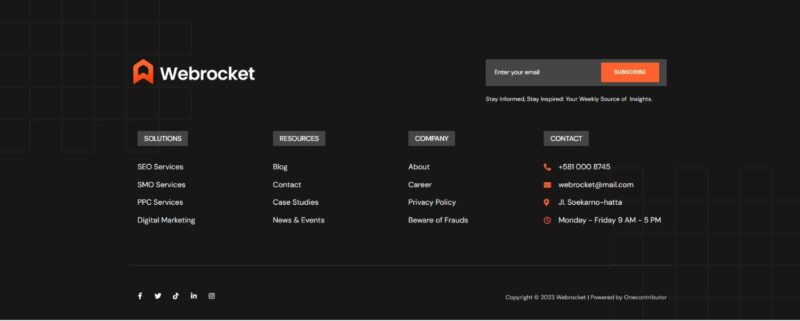 Webrocket
Enter your email
SUBSCRIBE
Stay Informed, Stay Inspired: Your Weekly Source of Insights.
SOLUTIONS
SEO Services
SMO Services
PPC Services
Digital Marketing
RESOURCES
Blog
Contact
Case Studies
News & Events
COMPANY
About
Career
Privacy Policy
Beware of Frauds
CONTACT
+581 000 8745
webrocket@mail.com
Jl. Soekarno-hatta
Monday - Friday 9 AM - 5 PM
Copyright © 2023 Webrocket | Powered by Onecontributor